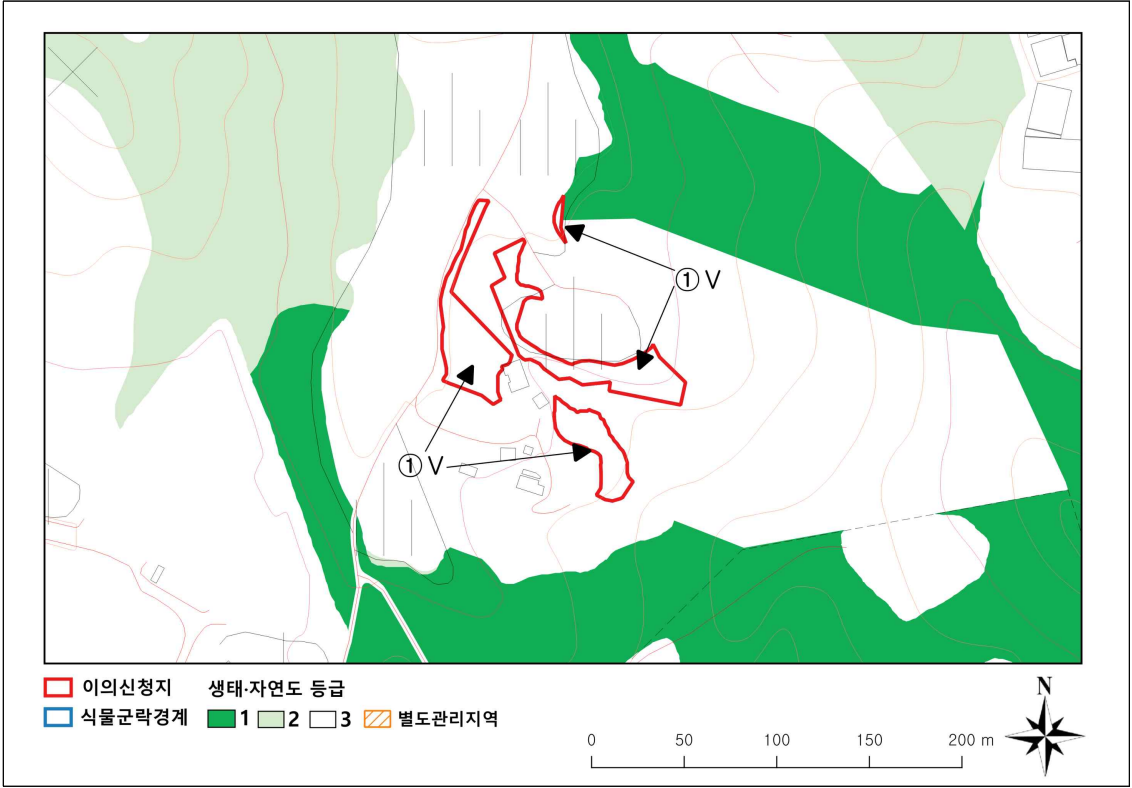 ① V
① V
이의신청지 생태·자연도 등급
식물군락경계 1 2 3 별도관리지역
0 50 100 150 200 m
N